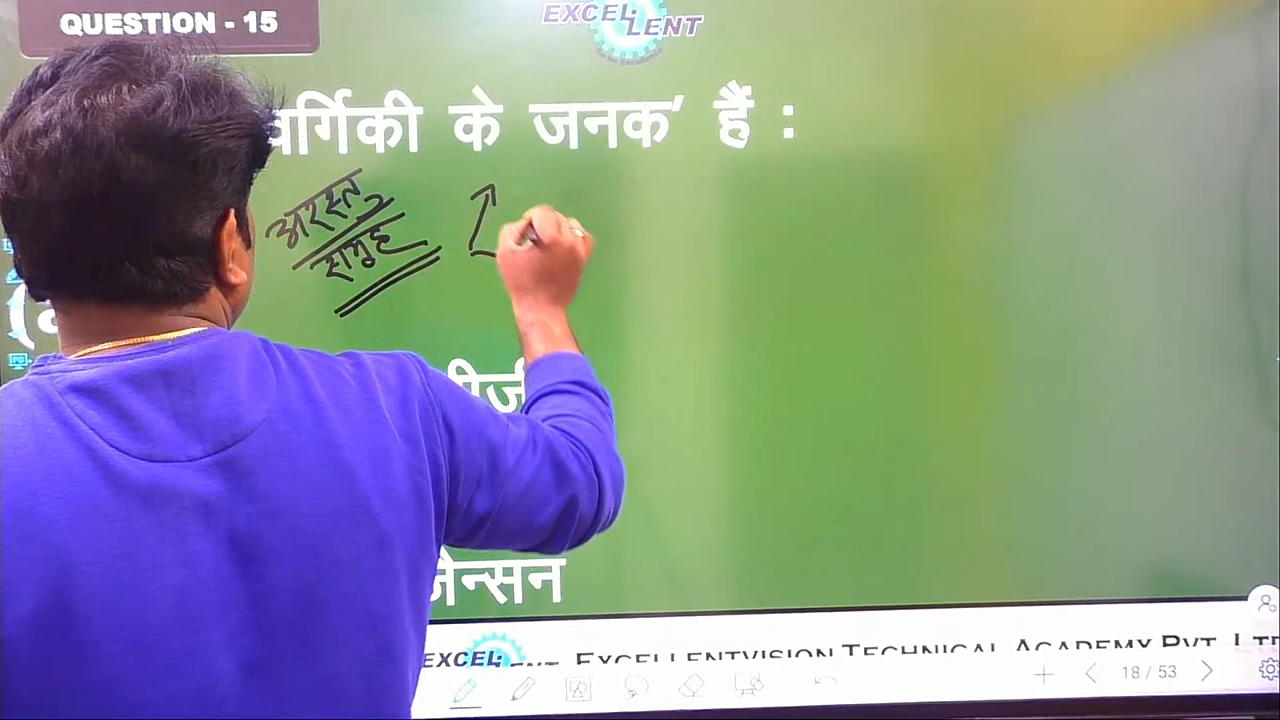 QUESTION - 15
EXCEL LENT
वर्गिकी के जनक' हैं :
अरस्तु
समुह
जेन्सन
EXCEL
EXCELLENTVISION TECHNICAL ACADEMY PVT. LTD
18 / 53